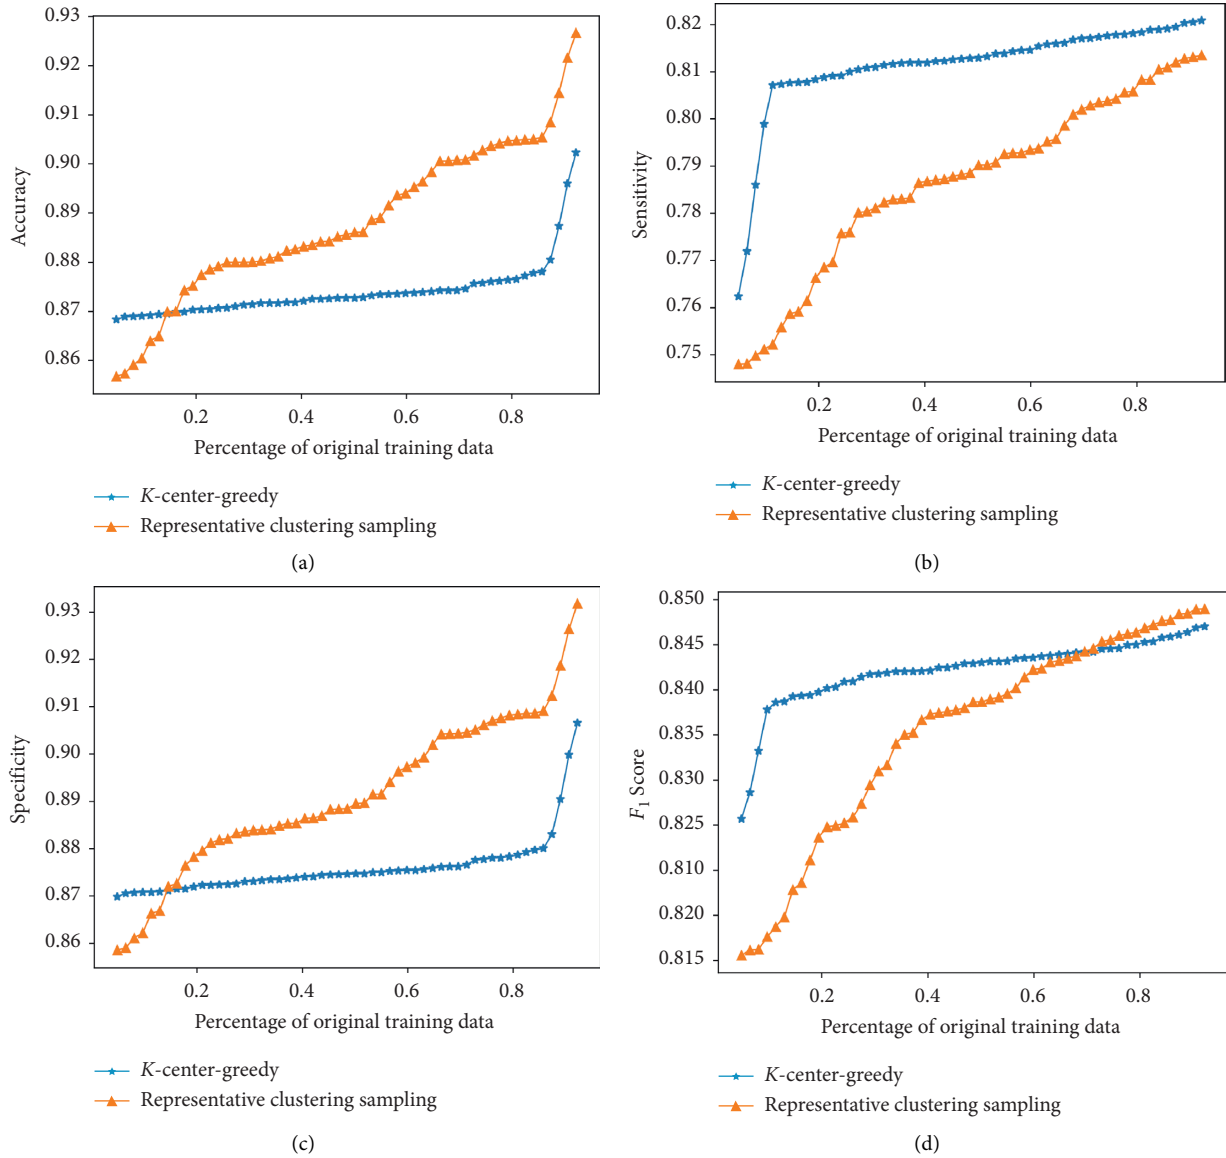 0.93
0.92
0.91
0.90
0.89
0.88
0.87
0.86
Accuracy
0.2 0.4 0.6 0.8
Percentage of original training data
K-center-greedy
Representative clustering sampling
(a)
0.82
0.81
0.80
0.79
0.78
0.77
0.76
0.75
Sensitivity
0.2 0.4 0.6 0.8
Percentage of original training data
K-center-greedy
Representative clustering sampling
(b)
0.93
0.92
0.91
0.90
0.89
0.88
0.87
0.86
Specificity
0.2 0.4 0.6 0.8
Percentage of original training data
K-center-greedy
Representative clustering sampling
(c)
0.850
0.845
0.840
0.835
0.830
0.825
0.810
0.820
0.815
F1 Score
0.2 0.4 0.6 0.8
Percentage of original training data
K-center-greedy
Representative clustering sampling
(d)